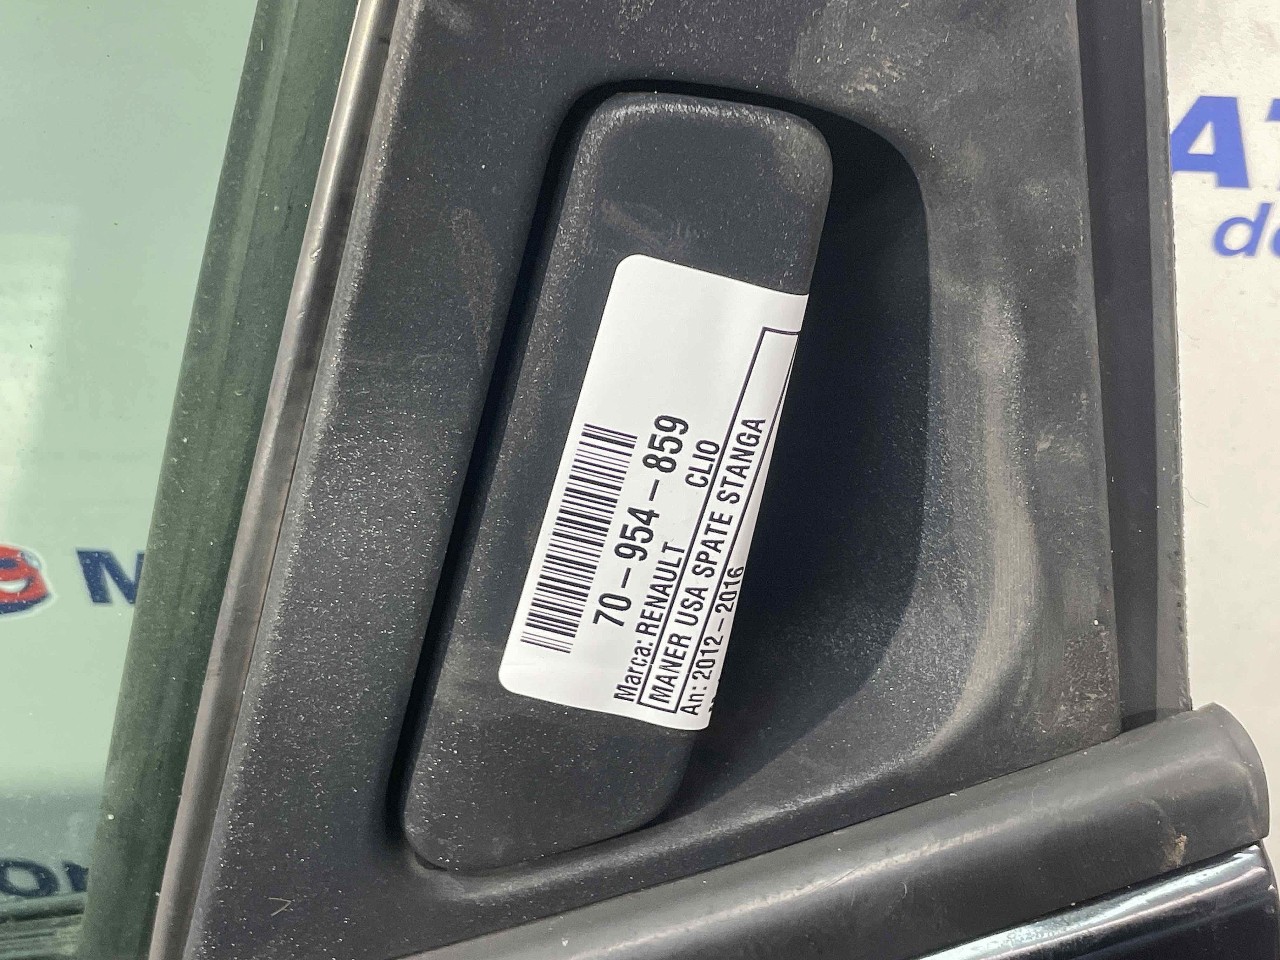 70-954-859
Marca: RENAULT CLIO
MANER USA SPATE STANGA
An: 2012-2016